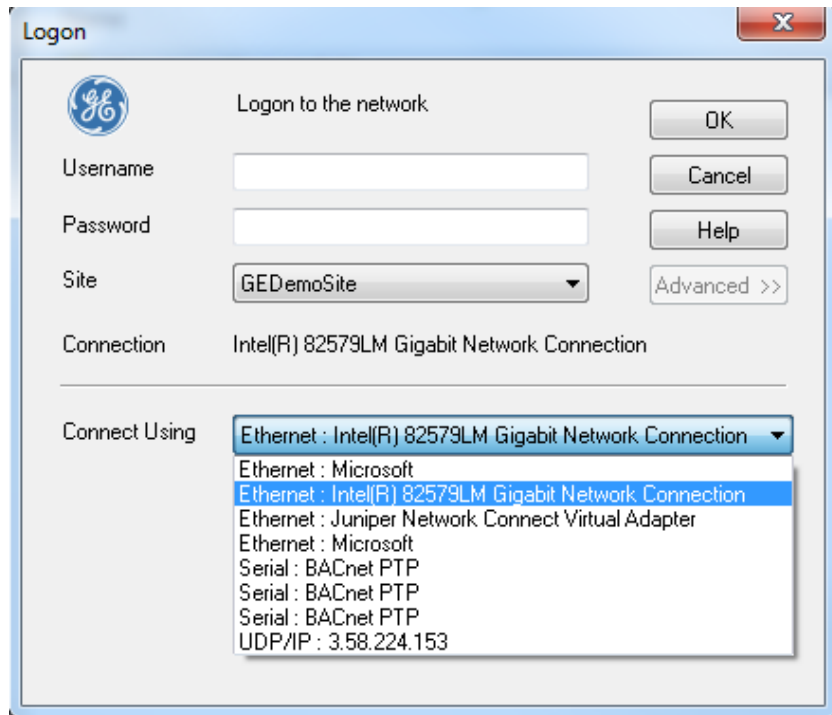 Logon
Logon to the network
OK
Username
Cancel
Password
Help
Site
GEDemoSite
Advanced >>
Connection
Intel(R) 82579LM Gigabit Network Connection
Connect Using
Ethernet : Intel(R) 82579LM Gigabit Network Connection
Ethernet : Microsoft
Ethernet : Intel(R) 82579LM Gigabit Network Connection
Ethernet : Juniper Network Connect Virtual Adapter
Ethernet : Microsoft
Serial : BACnet PTP
Serial : BACnet PTP
Serial : BACnet PTP
UDP/IP : 3.58.224.153